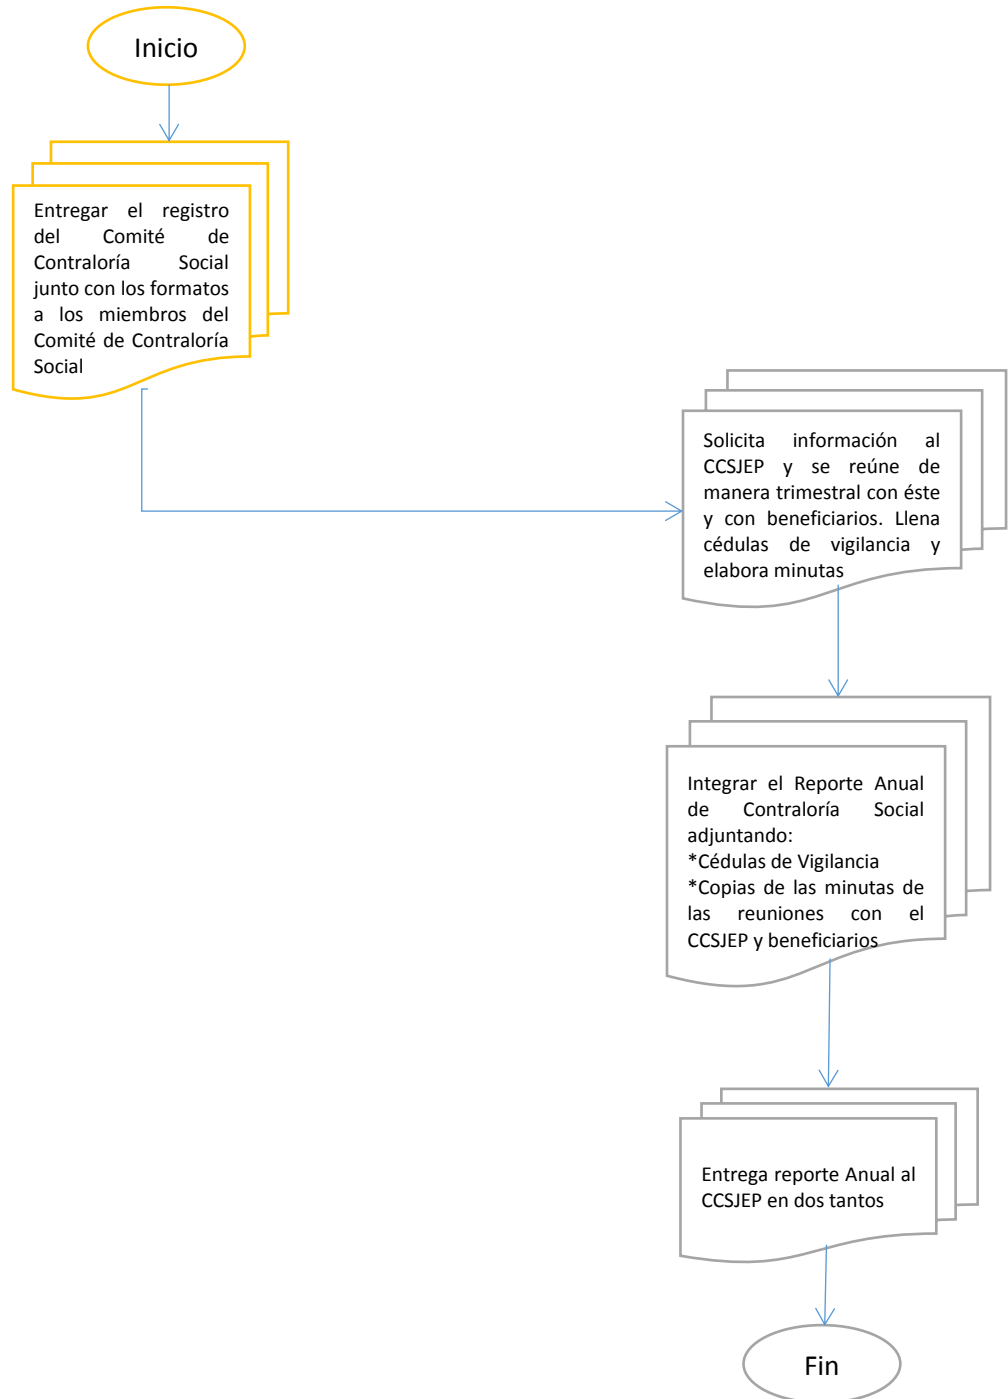 Inicio
Entregar el registro
del Comité de
Contraloría Social
junto con los formatos
a los miembros del
Comité de Contraloría
Social
Solicita información al
CCSJEP y se reúne de
manera trimestral con éste
y con beneficiarios. Llena
cédulas de vigilancia y
elabora minutas
Integrar el Reporte Anual
de Contraloría Social
adjuntando:
*Cédulas de Vigilancia
*Copias de las minutas de
las reuniones con el
CCSJEP y beneficiarios
Entrega reporte Anual al
CCSJEP en dos tantos
Fin